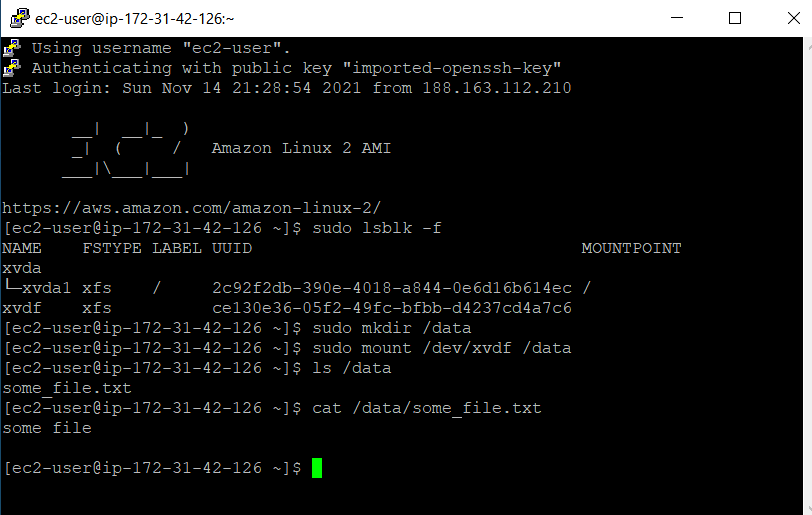 ec2-user@ip-172-31-42-126:~
Using username "ec2-user".
Authenticating with public key "imported-openssh-key"
Last login: Sun Nov 14 21:28:54 2021 from 188.163.112.210
       __|  __|_  )
       _|  (     /   Amazon Linux 2 AMI
      ___|\___|___|
https://aws.amazon.com/amazon-linux-2/
[ec2-user@ip-172-31-42-126 ~]$ sudo lsblk -f
NAME    FSTYPE LABEL UUID                                 MOUNTPOINT
xvda
└─xvda1 xfs    /     2c92f2db-390e-4018-a844-0e6d16b614ec /
xvdf    xfs          ce130e36-05f2-49fc-bfbb-d4237cd4a7c6
[ec2-user@ip-172-31-42-126 ~]$ sudo mkdir /data
[ec2-user@ip-172-31-42-126 ~]$ sudo mount /dev/xvdf /data
[ec2-user@ip-172-31-42-126 ~]$ ls /data
some_file.txt
[ec2-user@ip-172-31-42-126 ~]$ cat /data/some_file.txt
some file
[ec2-user@ip-172-31-42-126 ~]$